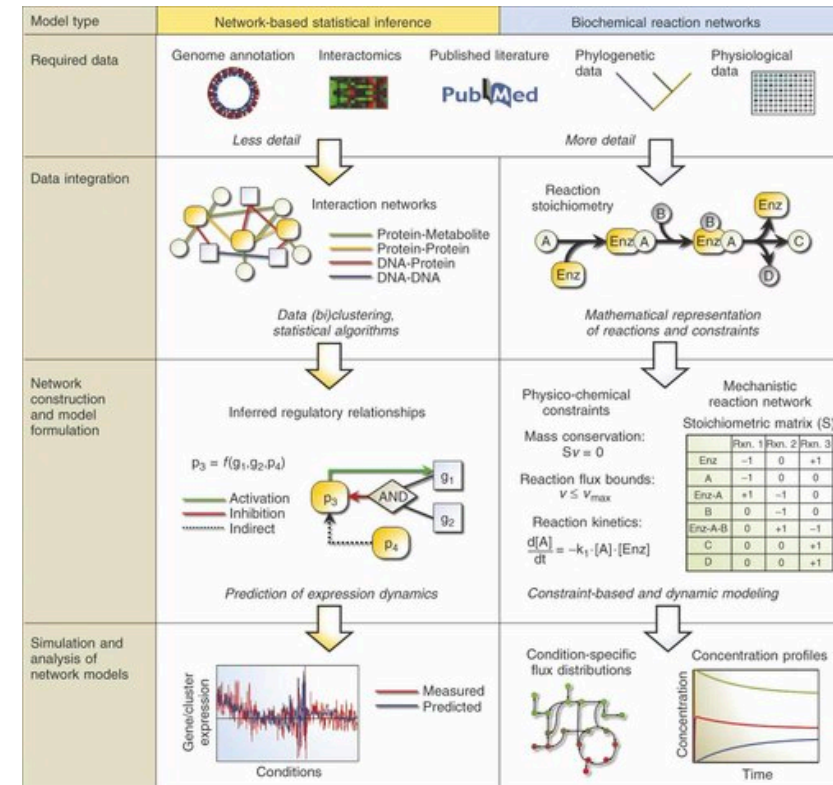 Model type
Network-based statistical inference
Biochemical reaction networks
Required data
Genome annotation
Interactomics
Published literature
PubMed
Phylogenetic
data
Physiological
data
Less detail
More detail
Data integration
Interaction networks
Protein-Metabolite
Protein-Protein
DNA-Protein
DNA-DNA
Data (bi)clustering,
statistical algorithms
Reaction
stoichiometry
A
Enz
Enz A
B
B
Enz A
Enz
C
D
Mathematical representation
of reactions and constraints
Network
construction
and model
formulation
Inferred regulatory relationships
p₃ = f(g₁,g₂,p₄)
Activation
Inhibition
Indirect
p₃
AND
g₁
g₂
p₄
Prediction of expression dynamics
Physico-chemical
constraints
Mass conservation:
Sv = 0
Reaction flux bounds:
v ≤ vmax
Reaction kinetics:
d[A]
dt
= −k₁·[A]·[Enz]
Mechanistic
reaction network
Stoichiometric matrix (S)
Rxn. 1 Rxn. 2 Rxn. 3
Enz −1 0 +1
A −1 0 0
Enz-A +1 −1 0
B 0 −1 0
Enz-A-B 0 +1 −1
C 0 0 +1
D 0 0 +1
Constraint-based and dynamic modeling
Simulation and
analysis of
network models
Gene/cluster
expression
Conditions
Measured
Predicted
Condition-specific
flux distributions
Concentration profiles
Concentration
Time